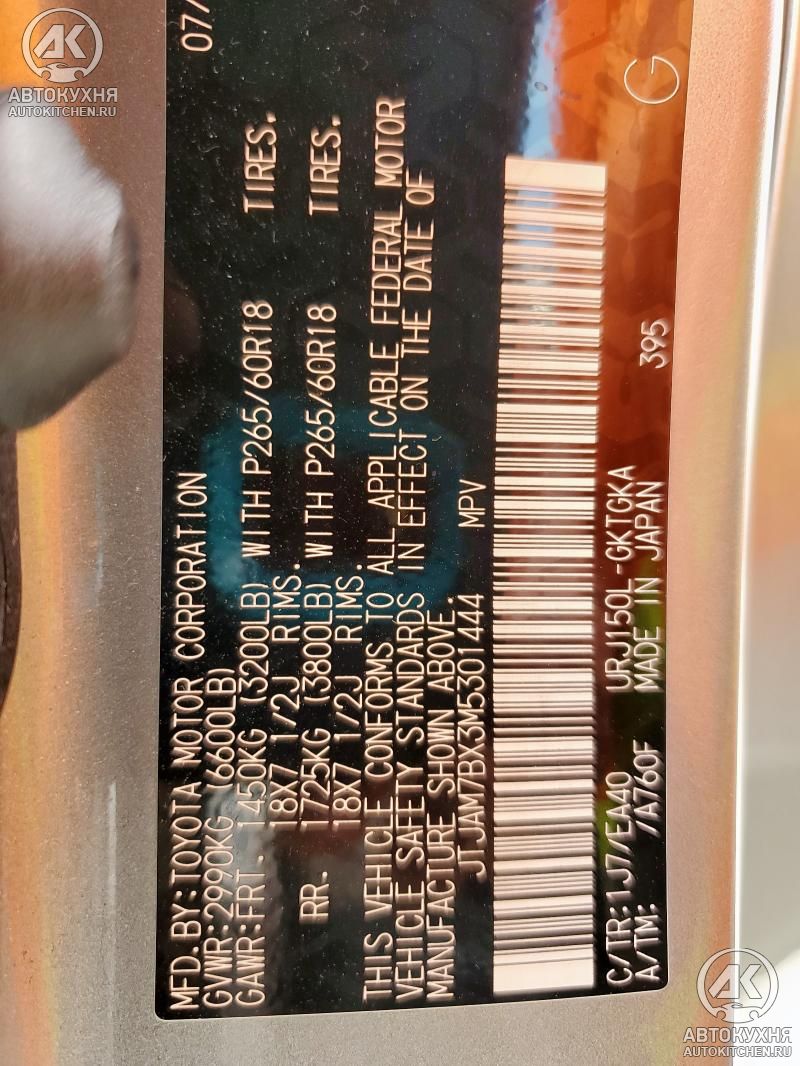 AK
АВТОКУХНЯ
AUTOKITCHEN.RU
MFD.BY:TOYOTA MOTOR CORPORATION 07/
GVWR:2990KG (6600LB)
GAWR:FRT. 1450KG (3200LB) WITH P265/60R18 TIRES.
18X7 1/2J RIMS.
RR. 1725KG (3800LB) WITH P265/60R18 TIRES.
18X7 1/2J RIMS.
THIS VEHICLE CONFORMS TO ALL APPLICABLE FEDERAL MOTOR
VEHICLE SAFETY STANDARDS IN EFFECT ON THE DATE OF
MANUFACTURE SHOWN ABOVE.
JTJAM7BX3M5301444 MPV
C/TR:1J7/EA40 URJ150L-GKTGKA G
A/TM: /A760F MADE IN JAPAN 395
AK
АВТОКУХНЯ
AUTOKITCHEN.RU